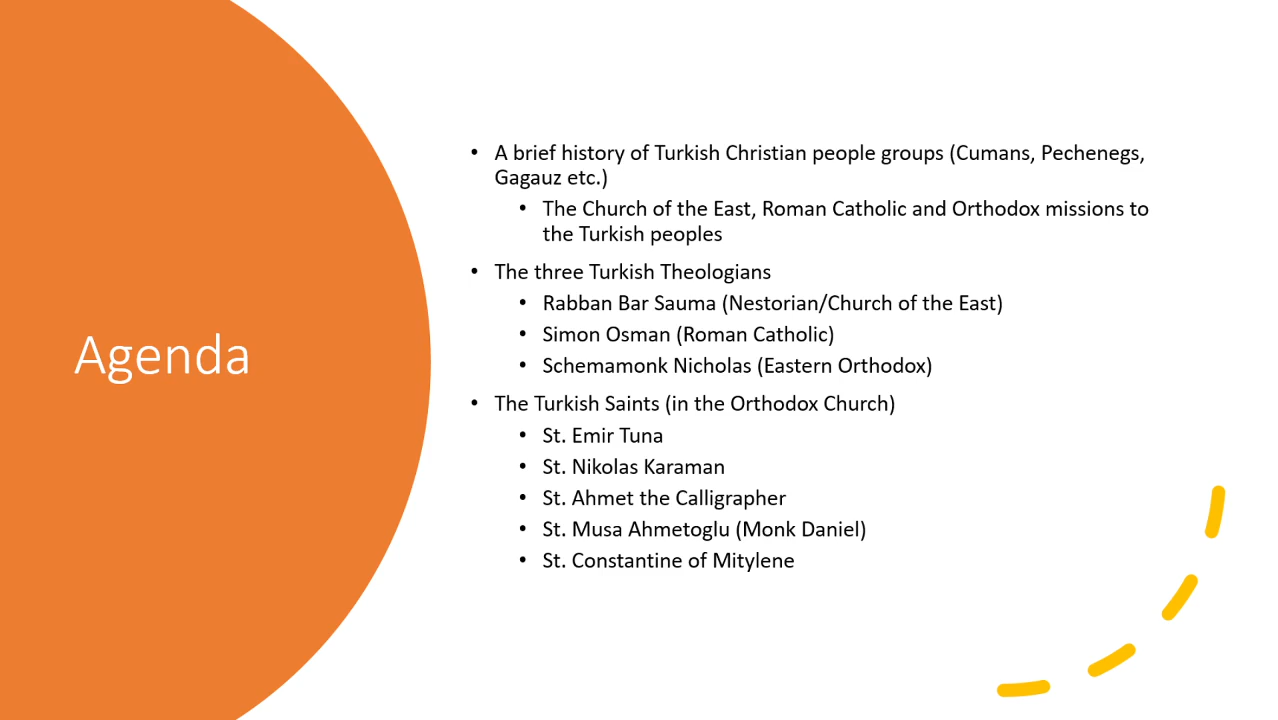 Agenda
• A brief history of Turkish Christian people groups (Cumans, Pechenegs,
Gagauz etc.)
• The Church of the East, Roman Catholic and Orthodox missions to
the Turkish peoples
• The three Turkish Theologians
• Rabban Bar Sauma (Nestorian/Church of the East)
• Simon Osman (Roman Catholic)
• Schemamonk Nicholas (Eastern Orthodox)
• The Turkish Saints (in the Orthodox Church)
• St. Emir Tuna
• St. Nikolas Karaman
• St. Ahmet the Calligrapher
• St. Musa Ahmetoglu (Monk Daniel)
• St. Constantine of Mitylene